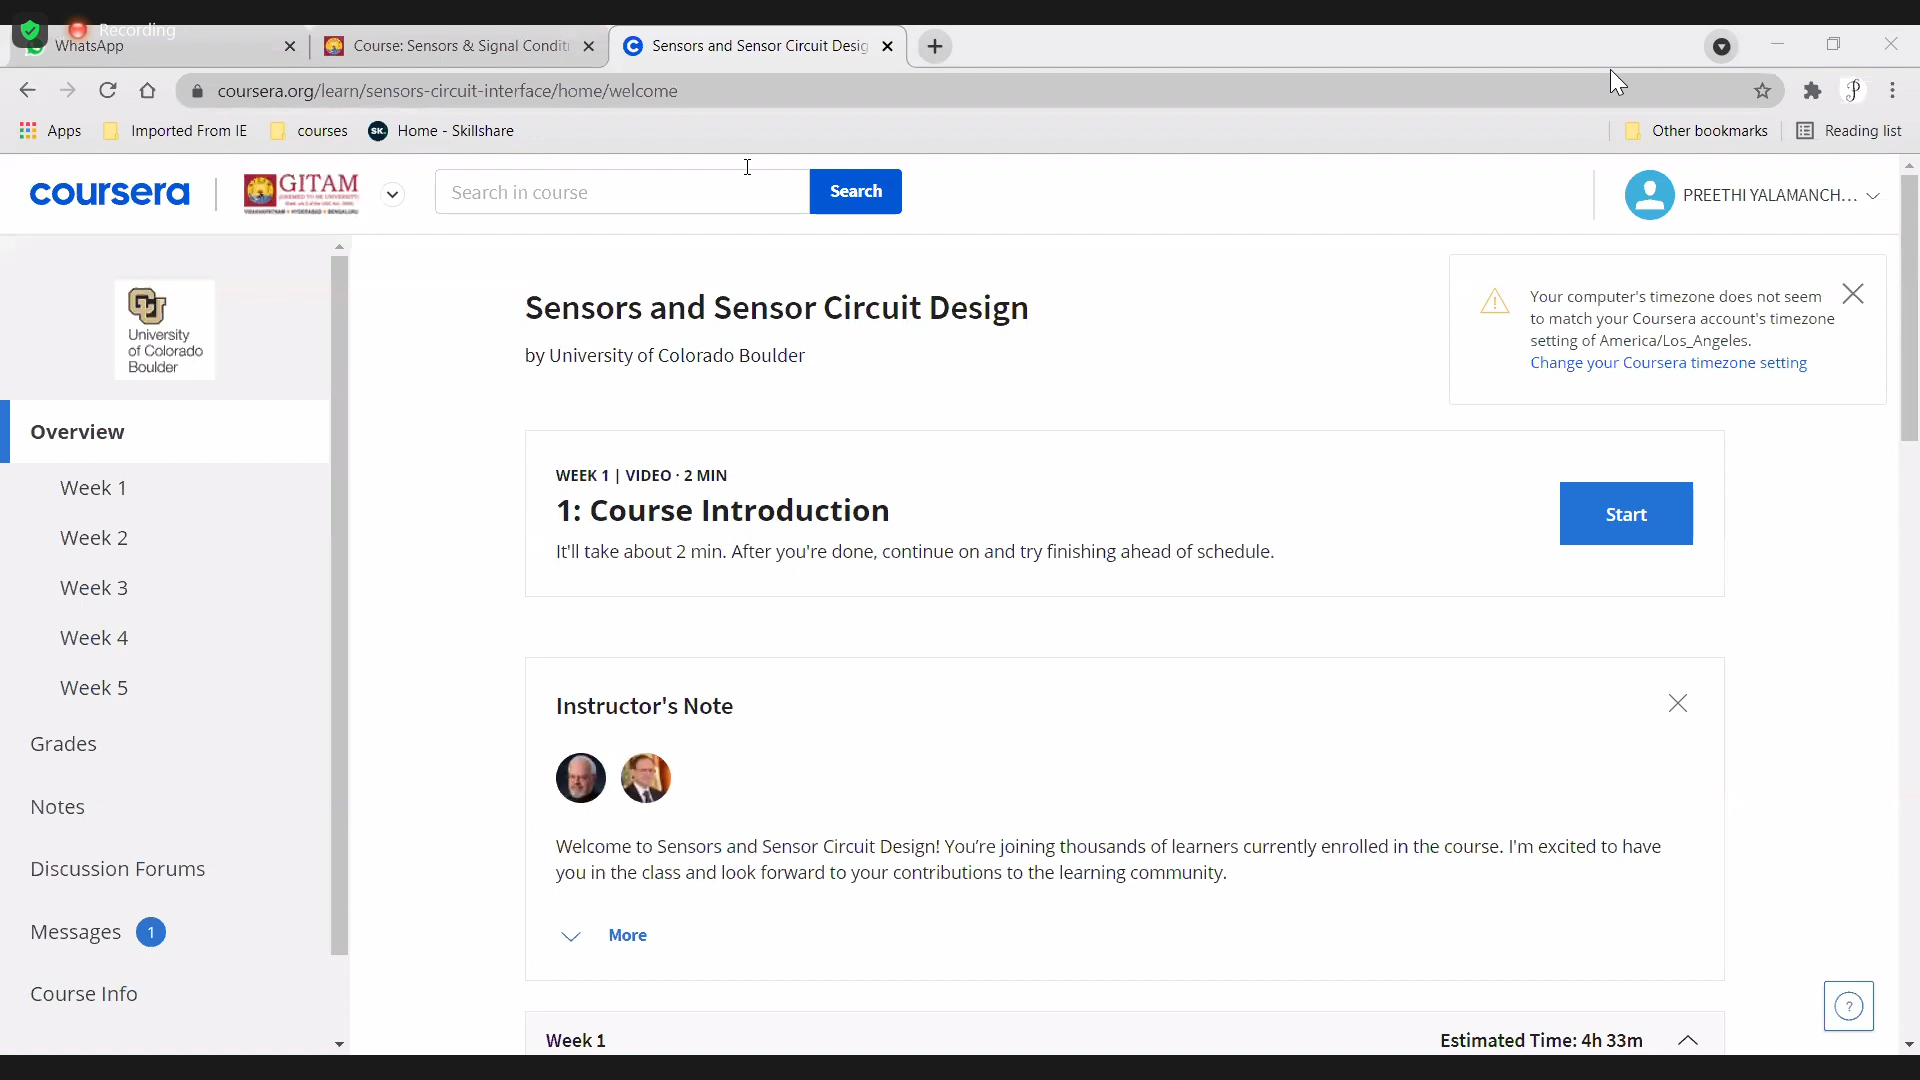 Recording
WhatsApp
Course: Sensors & Signal Condit
Sensors and Sensor Circuit Desig
coursera.org/learn/sensors-circuit-interface/home/welcome
Apps
Imported From IE
courses
SK.
Home - Skillshare
Other bookmarks
Reading list
coursera
GITAM
Search in course
Search
PREETHI YALAMANCH...
University
of Colorado
Boulder
Overview
Week 1
Week 2
Week 3
Week 4
Week 5
Grades
Notes
Discussion Forums
Messages 1
Course Info
Sensors and Sensor Circuit Design
by University of Colorado Boulder
Your computer's timezone does not seem
to match your Coursera account's timezone
setting of America/Los_Angeles.
Change your Coursera timezone setting
WEEK 1 | VIDEO · 2 MIN
1: Course Introduction
It'll take about 2 min. After you're done, continue on and try finishing ahead of schedule.
Start
Instructor's Note
Welcome to Sensors and Sensor Circuit Design! You’re joining thousands of learners currently enrolled in the course. I'm excited to have
you in the class and look forward to your contributions to the learning community.
More
Week 1
Estimated Time: 4h 33m
?